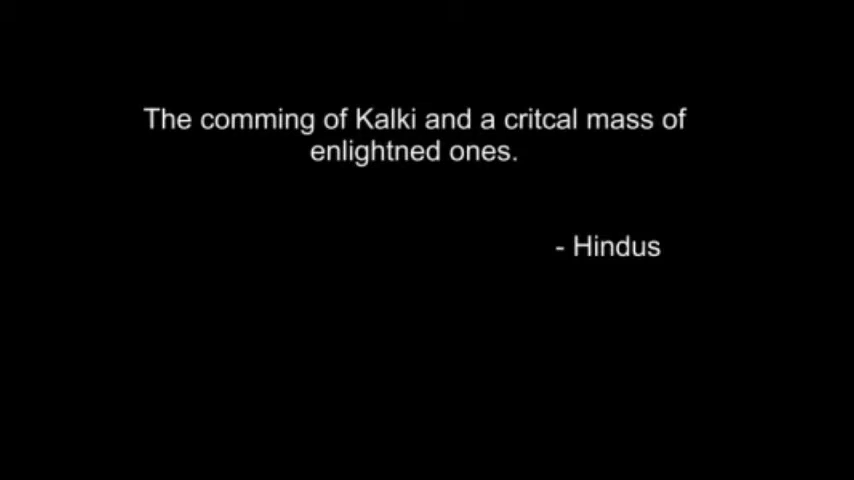 The comming of Kalki and a critcal mass of
enlightned ones.
- Hindus